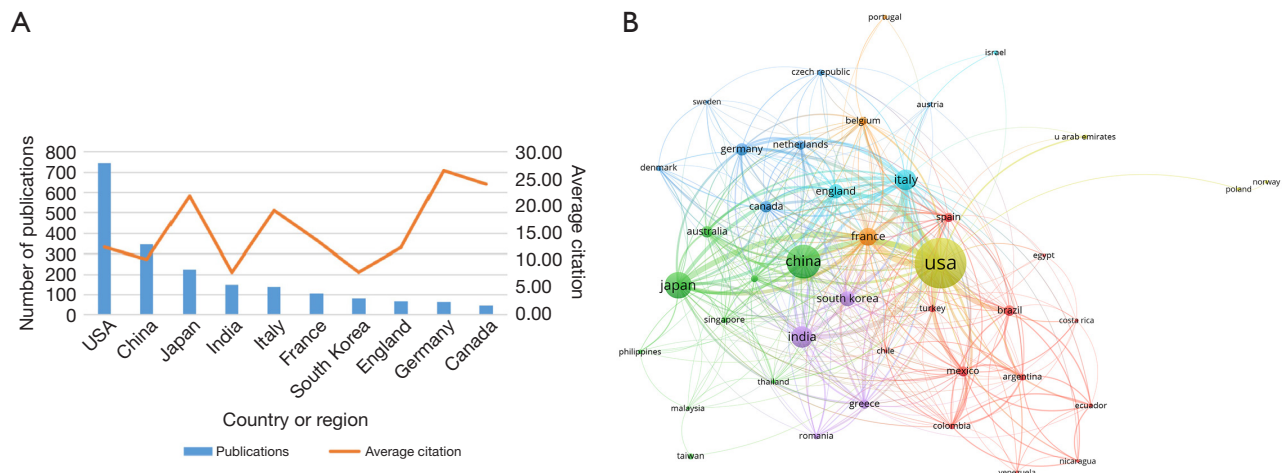 A
Number of publications
800
700
600
500
400
300
200
100
0
30.00
25.00
20.00
15.00
10.00
5.00
0.00
Average citation
USA
China
Japan
India
Italy
France
South Korea
England
Germany
Canada
Country or region
Publications
Average citation
B
portugal
israel
czech republic
sweden
austria
belgium
u arab emirates
germany
netherlands
denmark
italy
norway
poland
england
canada
spain
australia
france
egypt
china
usa
japan
south korea
turkey
brazil
singapore
costa rica
india
philippines
chile
mexico
argentina
thailand
malaysia
greece
ecuador
colombia
romania
taiwan
nicaragua
venezuela